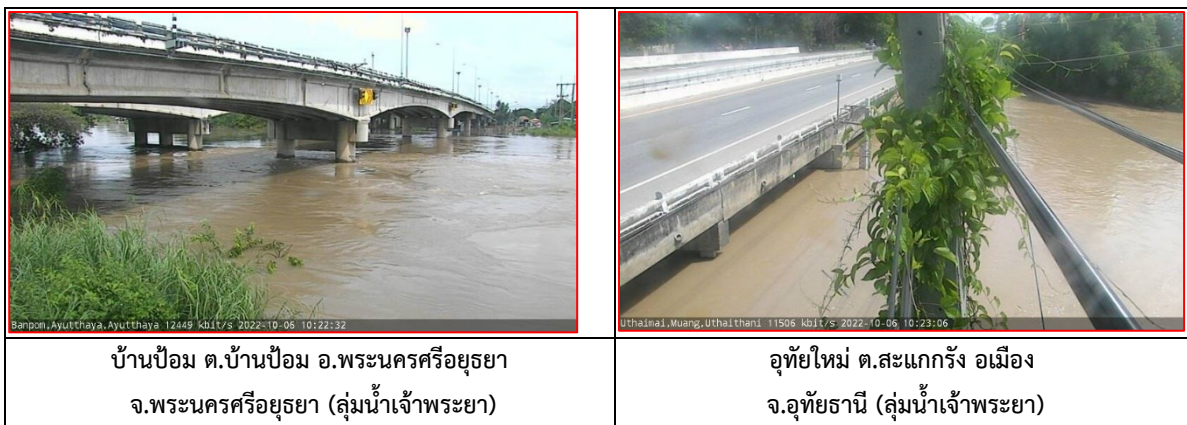 Banpom,Ayutthaya,Ayutthaya 12449 kbit/s 2022-10-06 10:22:32
Uthaimai,Muang,Uthaithani 11506 kbit/s 2022-10-06 10:23:06
บ้านป้อม ต.บ้านป้อม อ.พระนครศรีอยุธยา
จ.พระนครศรีอยุธยา (ลุ่มน้ำเจ้าพระยา)
อุทัยใหม่ ต.สะแกกรัง อเมือง
จ.อุทัยธานี (ลุ่มน้ำเจ้าพระยา)